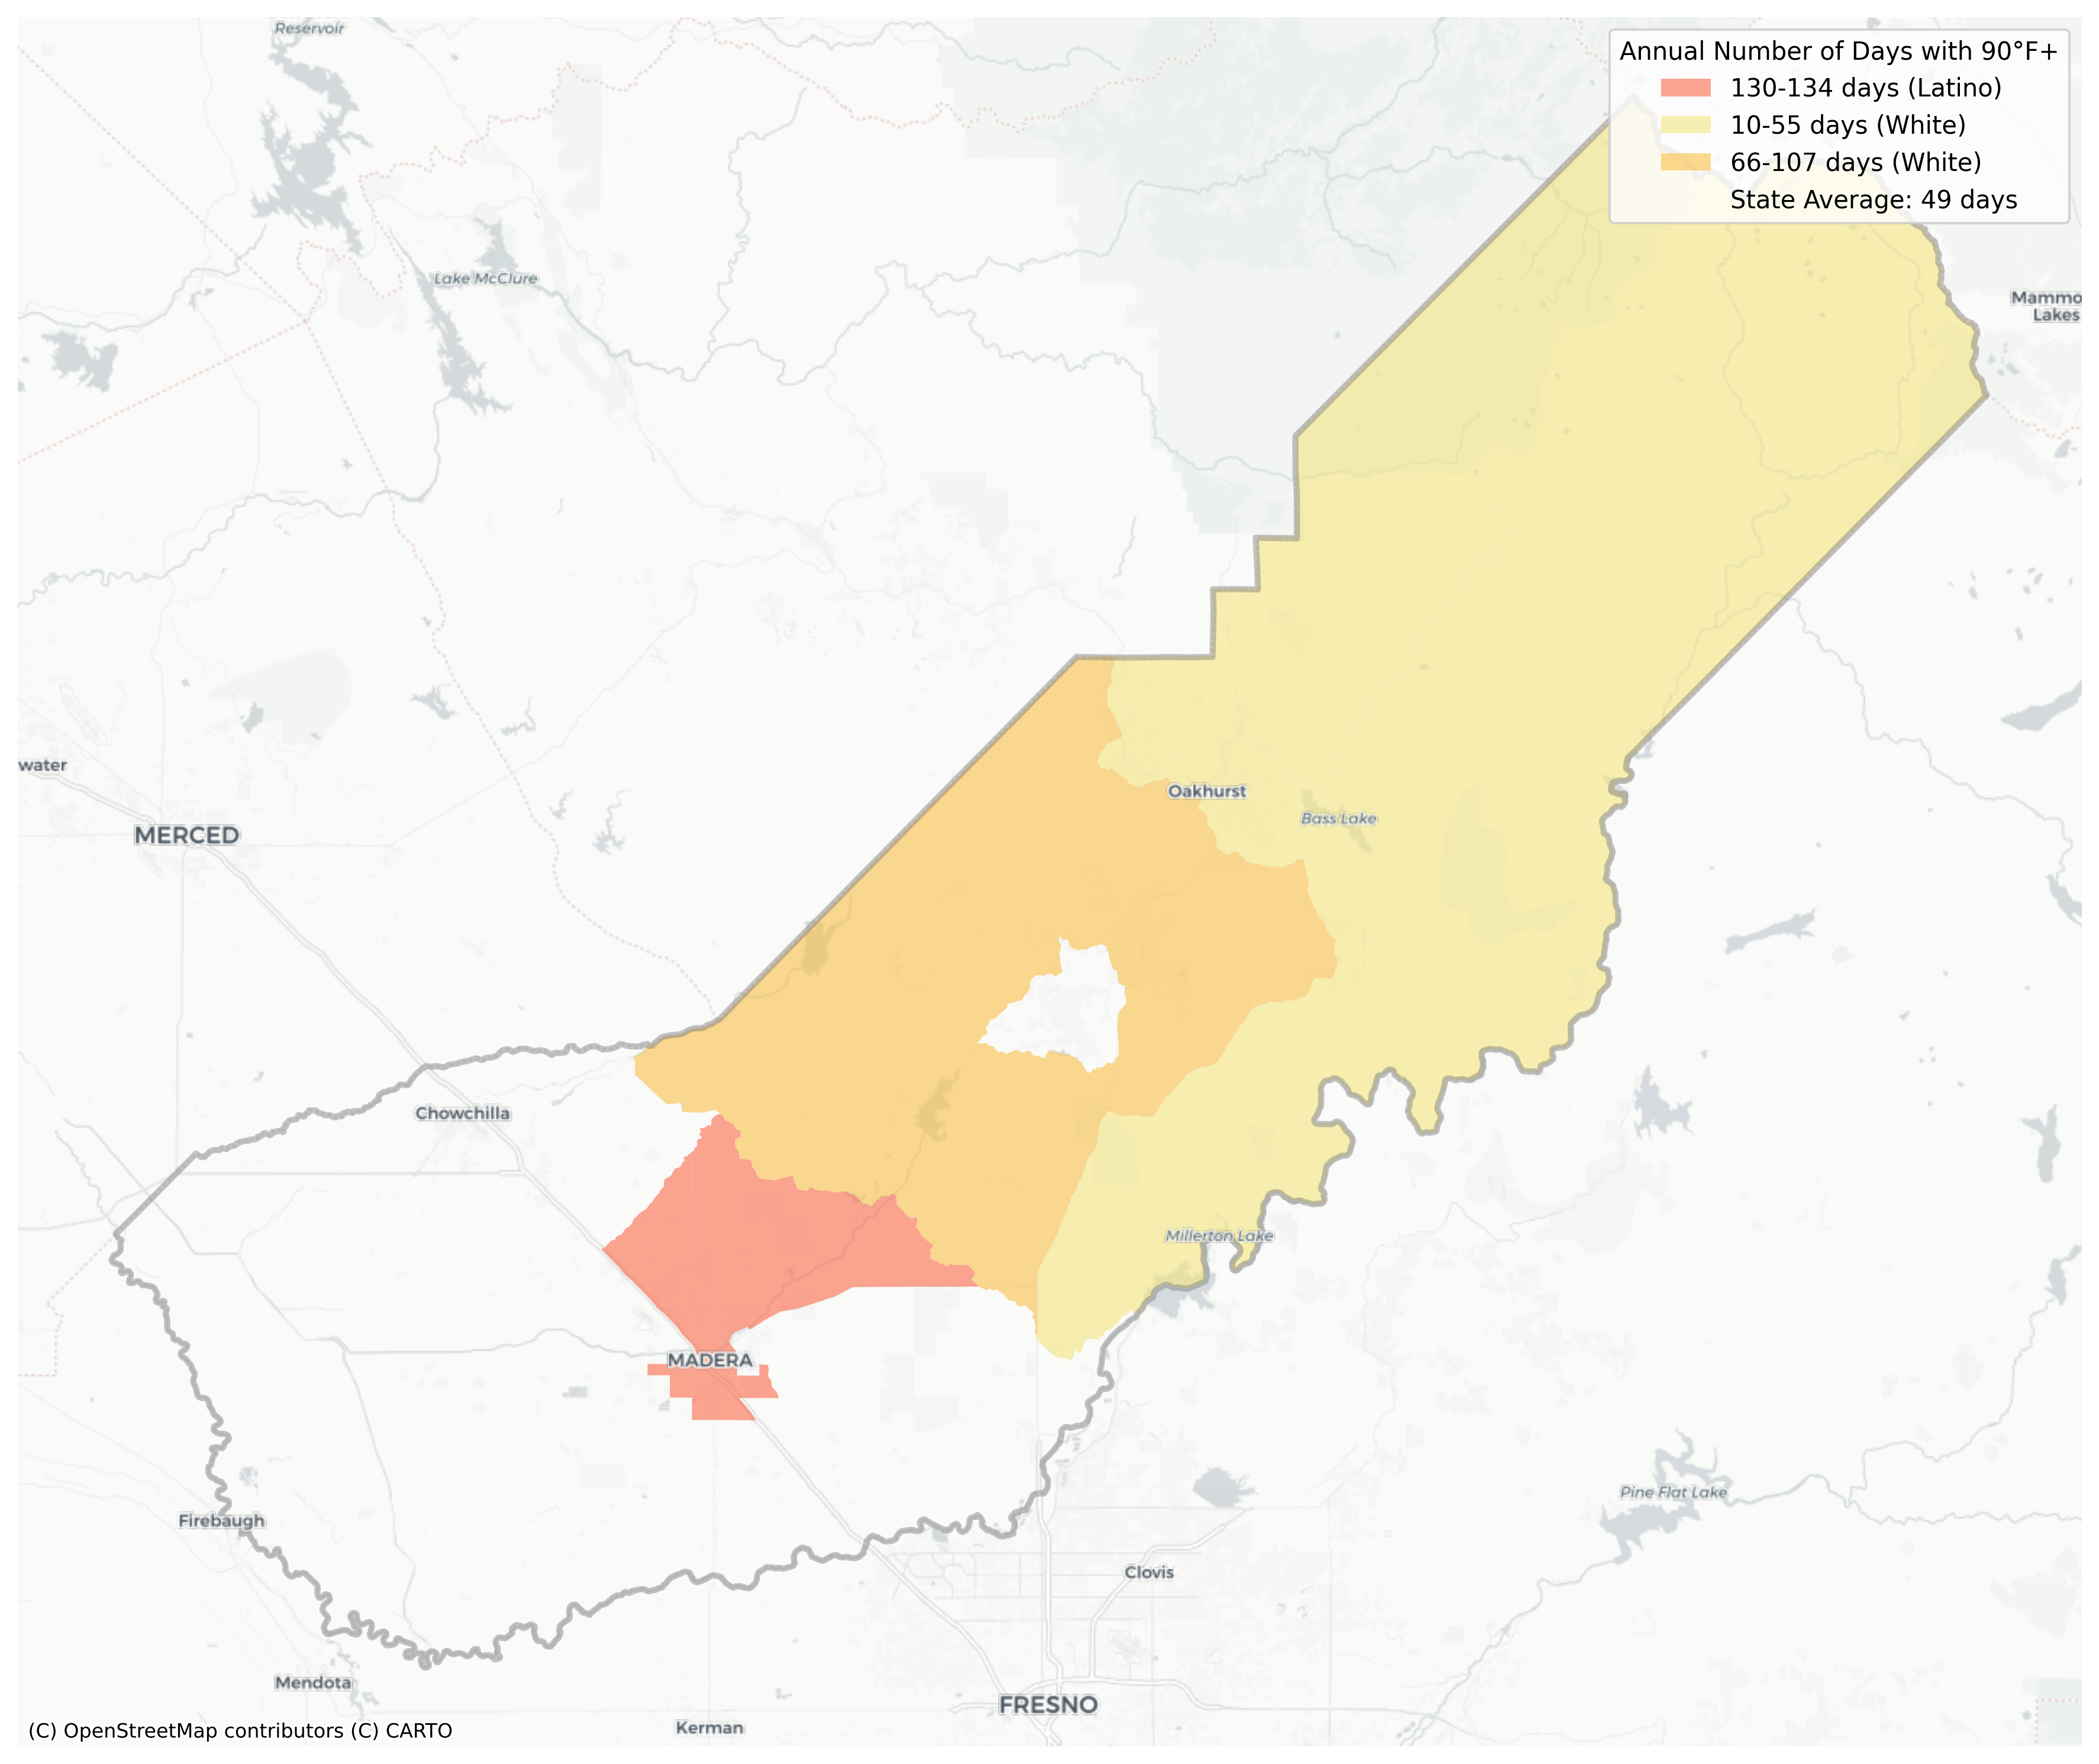 Reservoir
Annual Number of Days with 90°F+
130-134 days (Latino)
10-55 days (White)
66-107 days (White)
State Average: 49 days
Lake McClure
Mammo
Lakes
water
Oakhurst
Bass Lake
MERCED
Chowchilla
Millerton Lake
MADERA
Pine Flat Lake
Firebaugh
Clovis
Mendota
FRESNO
Kerman
(C) OpenStreetMap contributors (C) CARTO